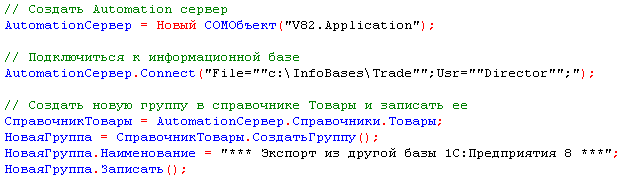 // Создать Automation сервер
AutomationСервер = Новый COMОбъект("V82.Application");
// Подключиться к информационной базе
AutomationСервер.Connect("File=""c:\InfoBases\Trade"";Usr=""Director"";");
// Создать новую группу в справочнике Товары и записать ее
СправочникТовары = AutomationСервер.Справочники.Товары;
НоваяГруппа = СправочникТовары.СоздатьГруппу();
НоваяГруппа.Наименование = "*** Экспорт из другой базы 1С:Предприятия 8 ***";
НоваяГруппа.Записать();